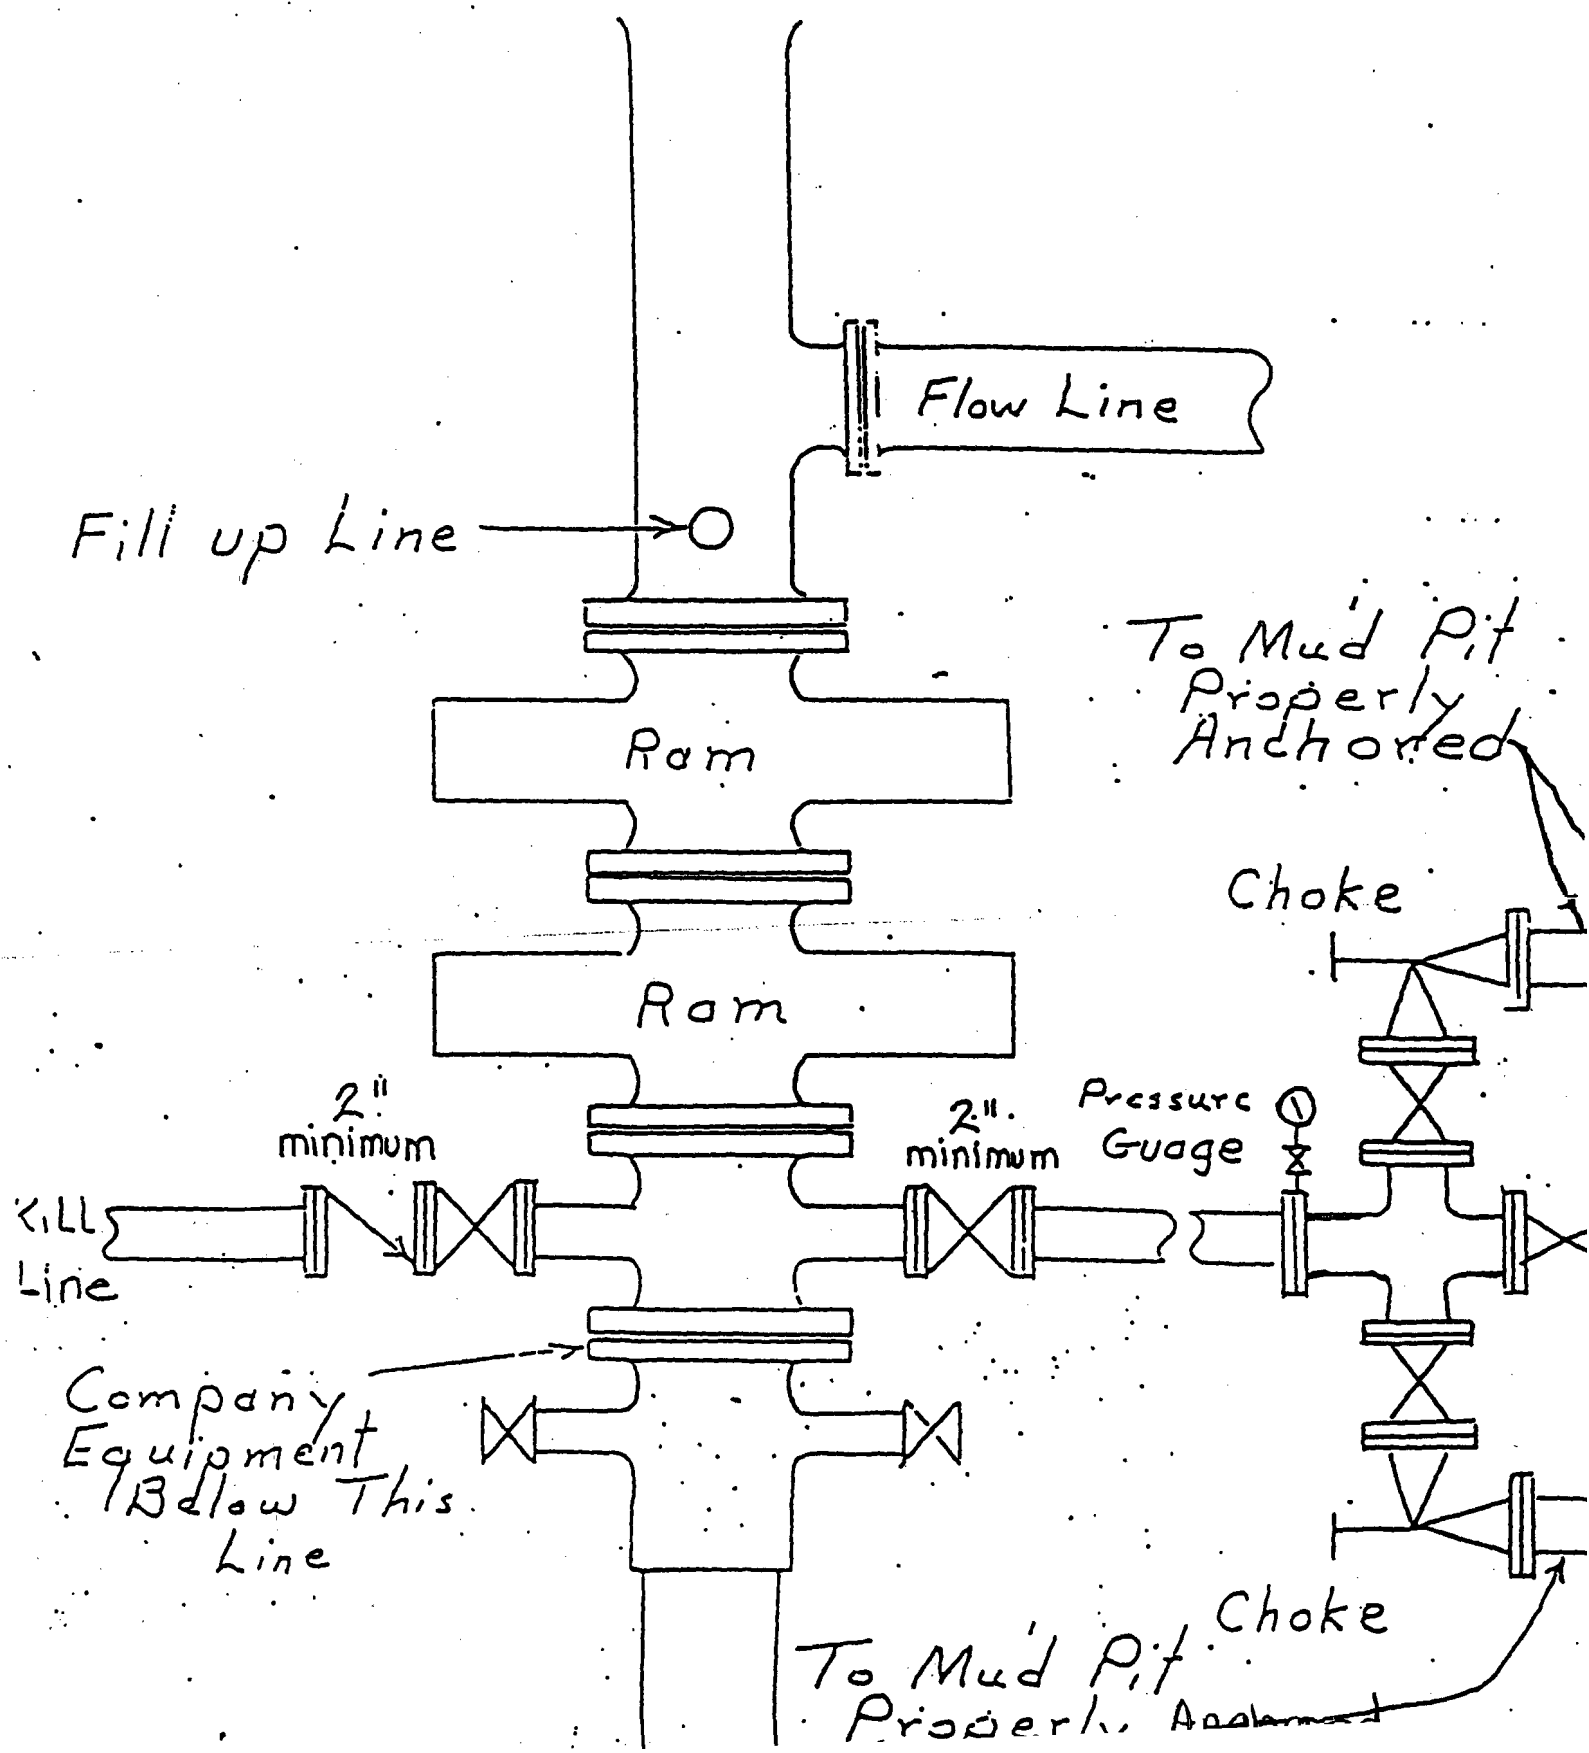 Flow Line
Fill up Line
To Mud Pit
Properly
Anchored
Ram
Choke
Ram
2"
minimum
2"
minimum
Pressure
Guage
Kill
Line
Company
Equipment
Below This
Line
Choke
To Mud Pit
Properly